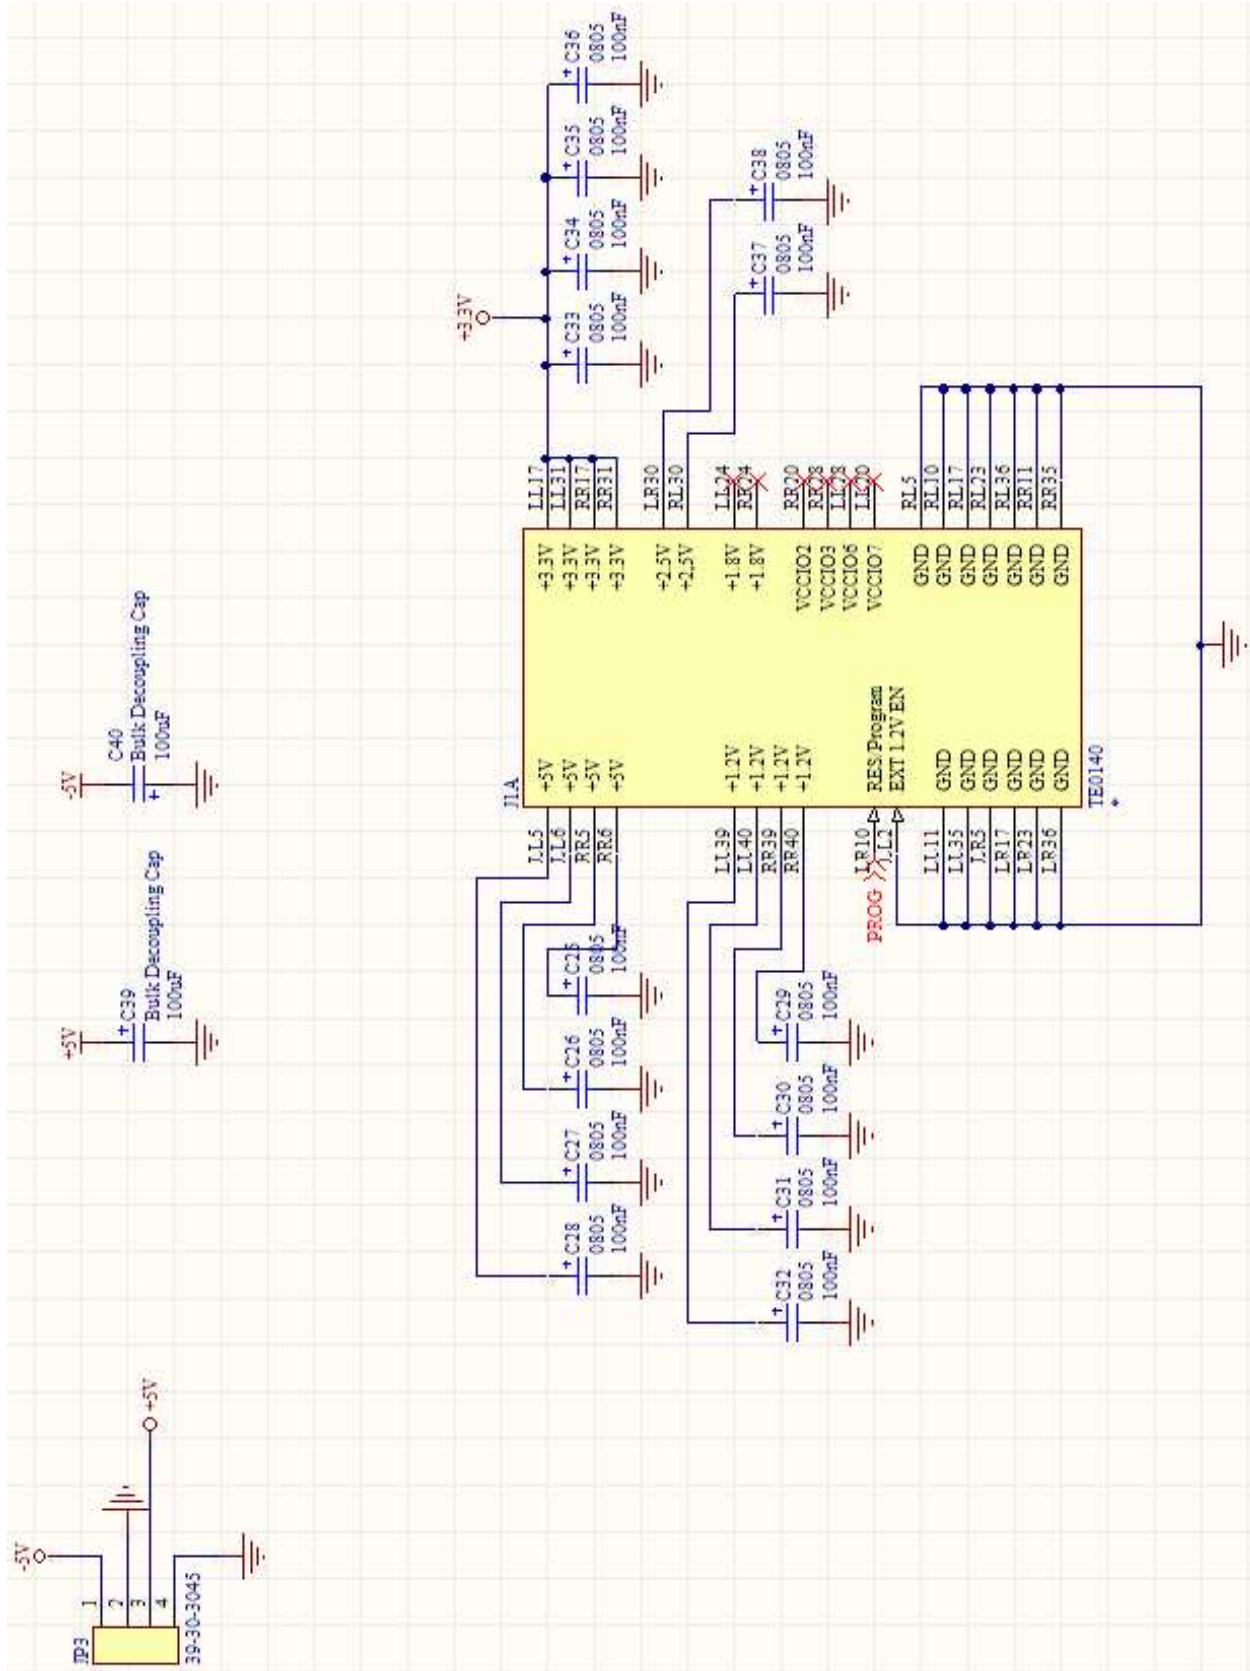 JP3
1
2
3
4
39-30-3045
-5V
+5V
+5V
C39
Bulk Decoupling Cap
100uF
-5V
C40
Bulk Decoupling Cap
100uF
C28
0805
100nF
C27
0805
100nF
C26
0805
100nF
C25
0805
100nF
C32
0805
100nF
C31
0805
100nF
C30
0805
100nF
C29
0805
100nF
J1A
LL5
LL6
RR5
RR6
LL39
LL40
RR39
RR40
PROG
LR10
LL2
LL11
LL35
LR5
LR17
LR23
LR36
+5V
+5V
+5V
+5V
+1.2V
+1.2V
+1.2V
+1.2V
RES/Program
EXT 1.2V EN
GND
GND
GND
GND
GND
GND
TE0140
*
+3.3V
+3.3V
+3.3V
+3.3V
+2.5V
+2.5V
+1.8V
+1.8V
VCCIO2
VCCIO3
VCCIO6
VCCIO7
GND
GND
GND
GND
GND
GND
GND
LL17
LL31
RR17
RR31
LR30
RL30
LL24
RR24
RR20
RR28
LL28
LL20
RL5
RL10
RL17
RL23
RL36
RR11
RR35
+3.3V
C33
0805
100nF
C34
0805
100nF
C35
0805
100nF
C36
0805
100nF
C37
0805
100nF
C38
0805
100nF